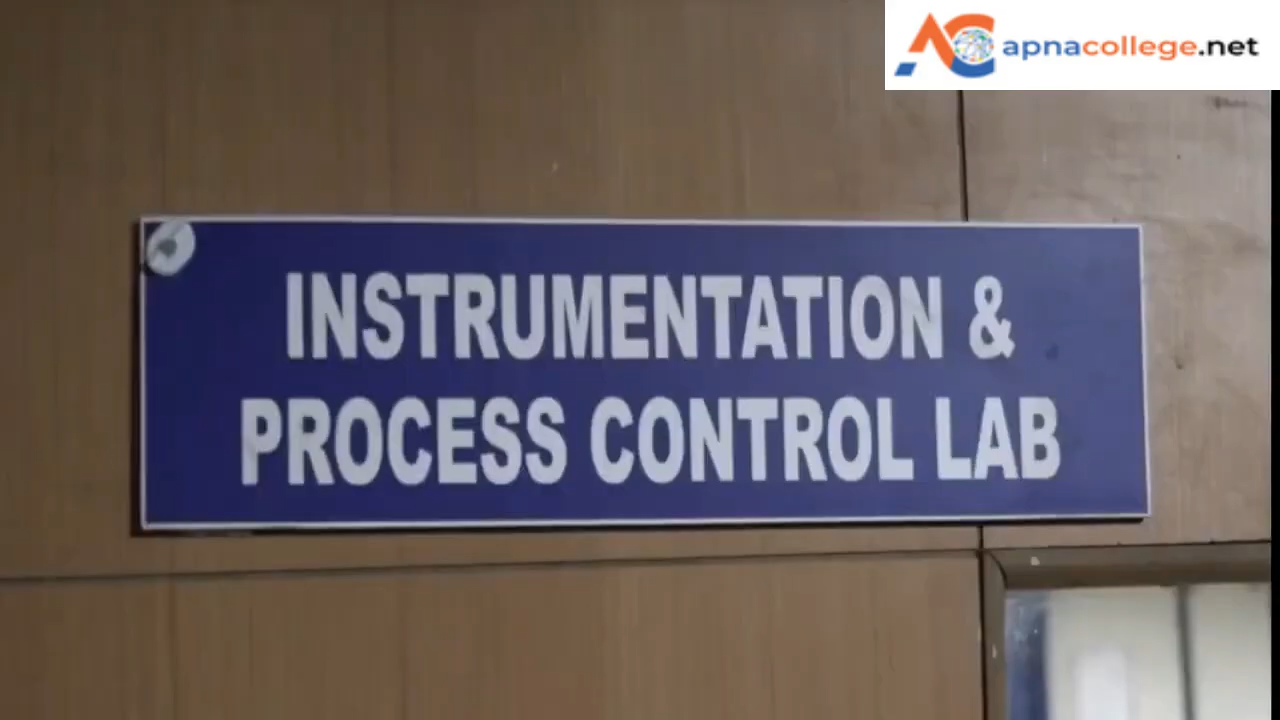 apnacollege.net
INSTRUMENTATION &
PROCESS CONTROL LAB